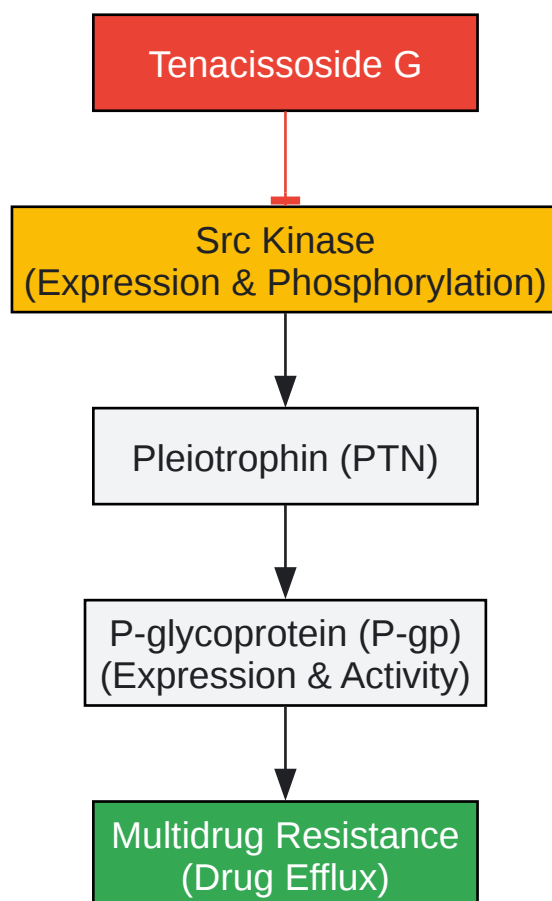 Tenacissoside G
Src Kinase
(Expression & Phosphorylation)
Pleiotrophin (PTN)
P-glycoprotein (P-gp)
(Expression & Activity)
Multidrug Resistance
(Drug Efflux)